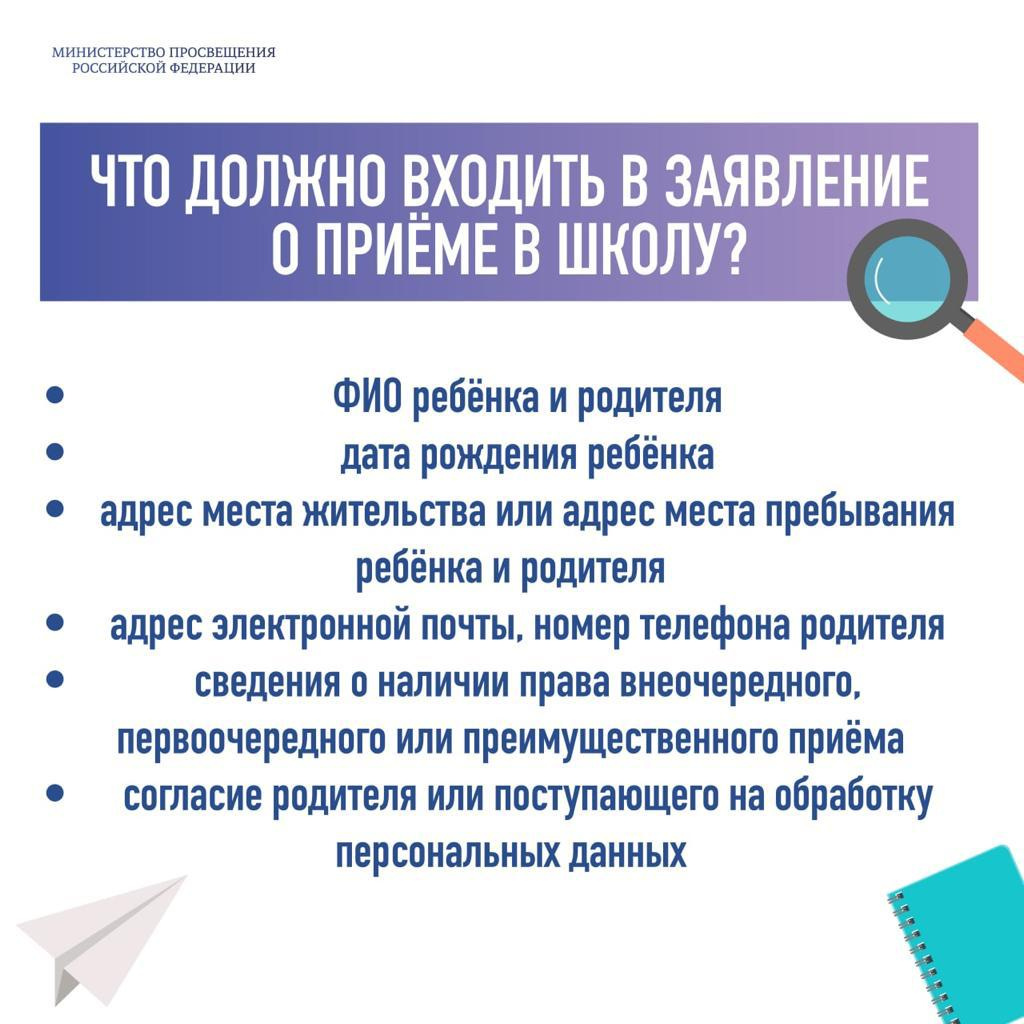 МИНИСТЕРСТВО ПРОСВЕЩЕНИЯ
РОССИЙСКОЙ ФЕДЕРАЦИИ
ЧТО ДОЛЖНО ВХОДИТЬ В ЗАЯВЛЕНИЕ
О ПРИЁМЕ В ШКОЛУ?
• ФИО ребёнка и родителя
• дата рождения ребёнка
• адрес места жительства или адрес места пребывания
ребёнка и родителя
• адрес электронной почты, номер телефона родителя
• сведения о наличии права внеочередного,
первоочередного или преимущественного приёма
• согласие родителя или поступающего на обработку
персональных данных